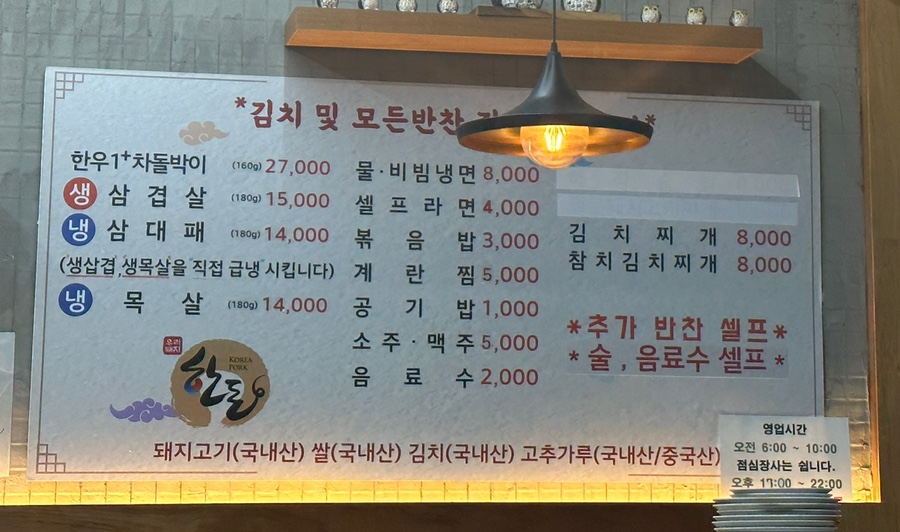 *김치 및 모든반찬
한우1+차돌박이 (160g) 27,000
생 삼겹살 (180g) 15,000
냉 삼대패 (180g) 14,000
(생삼겹,생목살을 직접 급냉 시킵니다)
냉 목살 (180g) 14,000
물·비빔냉면 8,000
셀프라면 4,000
볶음밥 3,000
계란찜 5,000
공기밥 1,000
소주·맥주 5,000
음료수 2,000
김치찌개 8,000
참치김치찌개 8,000
*추가 반찬 셀프*
*술, 음료수 셀프*
우리돼지
한돈
KOREA PORK
돼지고기(국내산) 쌀(국내산) 김치(국내산) 고추가루(국내산/중국산)
영업시간
오전 6:00 ~ 10:00
점심장사는 쉽니다.
오후 17:00 ~ 22:00